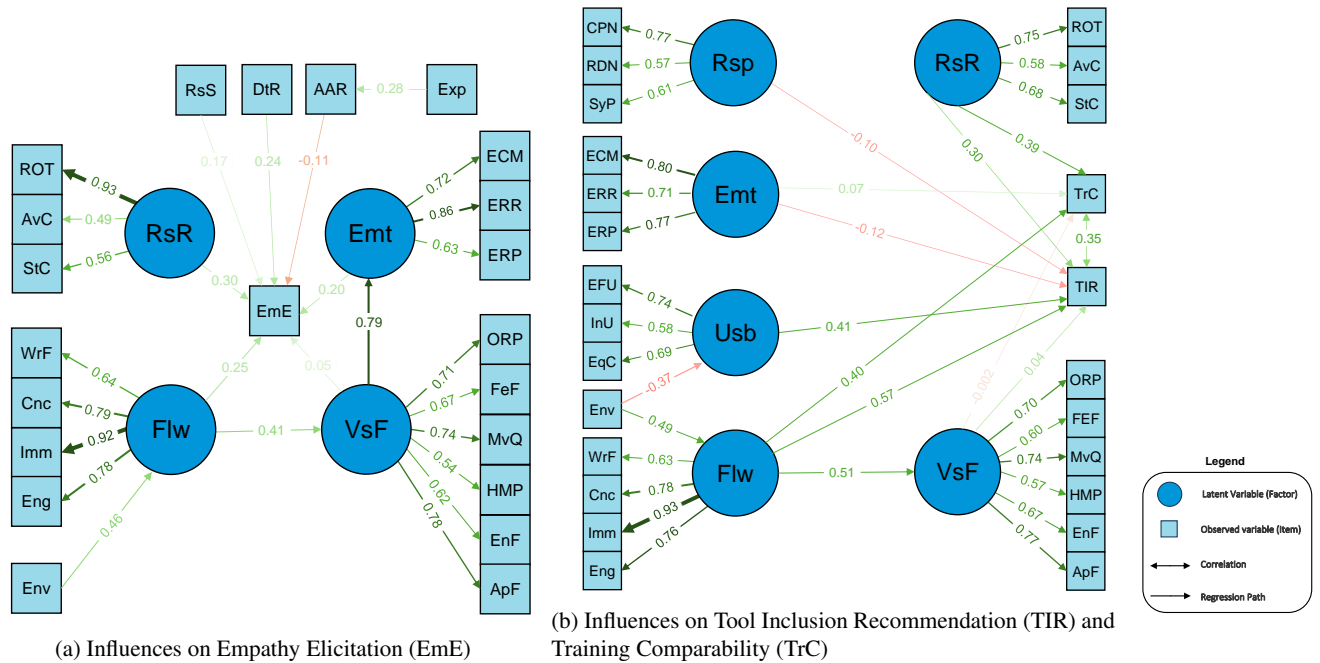 RsS
DtR
AAR
0.28
Exp
0.17
0.24
-0.11
ROT
AvC
StC
0.93
0.49
0.56
RsR
0.30
EmE
0.20
Emt
0.72
0.86
0.63
ECM
ERR
ERP
0.79
0.05
0.25
WrF
Cnc
Imm
Eng
0.64
0.79
0.92
0.78
Flw
0.41
VsF
0.71
0.67
0.74
0.54
0.62
0.78
ORP
FeF
MvQ
HMP
EnF
ApF
0.46
Env
(a) Influences on Empathy Elicitation (EmE)
CPN
RDN
SyP
0.77
0.57
0.61
Rsp
RsR
0.75
0.58
0.68
ROT
AvC
StC
-0.10
0.30
0.39
ECM
ERR
ERP
0.80
0.71
0.77
Emt
0.07
-0.12
TrC
0.35
TIR
EFU
InU
EqC
0.74
0.58
0.69
Usb
0.41
-0.37
Env
0.49
0.40
0.57
-0.002
0.04
WrF
Cnc
Imm
Eng
0.63
0.78
0.93
0.76
Flw
0.51
VsF
0.70
0.60
0.74
0.57
0.67
0.77
ORP
FEF
MvQ
HMP
EnF
ApF
(b) Influences on Tool Inclusion Recommendation (TIR) and
Training Comparability (TrC)
Legend
Latent Variable (Factor)
Observed variable (Item)
Correlation
Regression Path